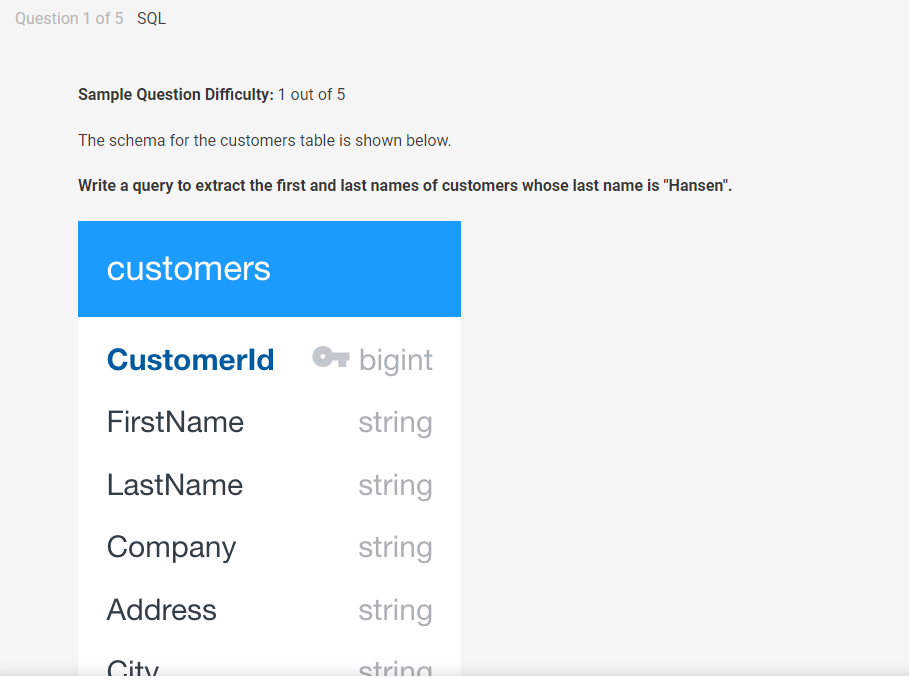 Question 1 of 5 SQL
Sample Question Difficulty: 1 out of 5
The schema for the customers table is shown below.
Write a query to extract the first and last names of customers whose last name is "Hansen".
customers
CustomerId bigint
FirstName string
LastName string
Company string
Address string
City string